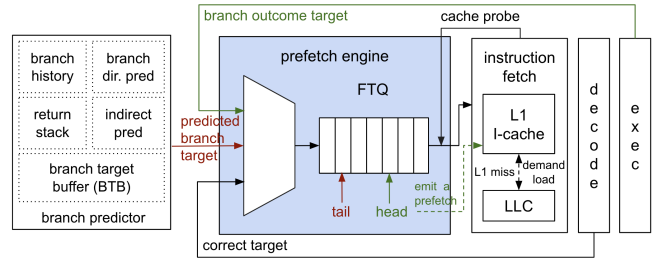 branch outcome target
cache probe
branch
history
branch
dir. pred
return
stack
indirect
pred
branch target
buffer (BTB)
branch predictor
predicted
branch
target
prefetch engine
FTQ
tail
head
emit a
prefetch
instruction
fetch
L1
I-cache
L1 miss
demand
load
LLC
decode
exec
correct target